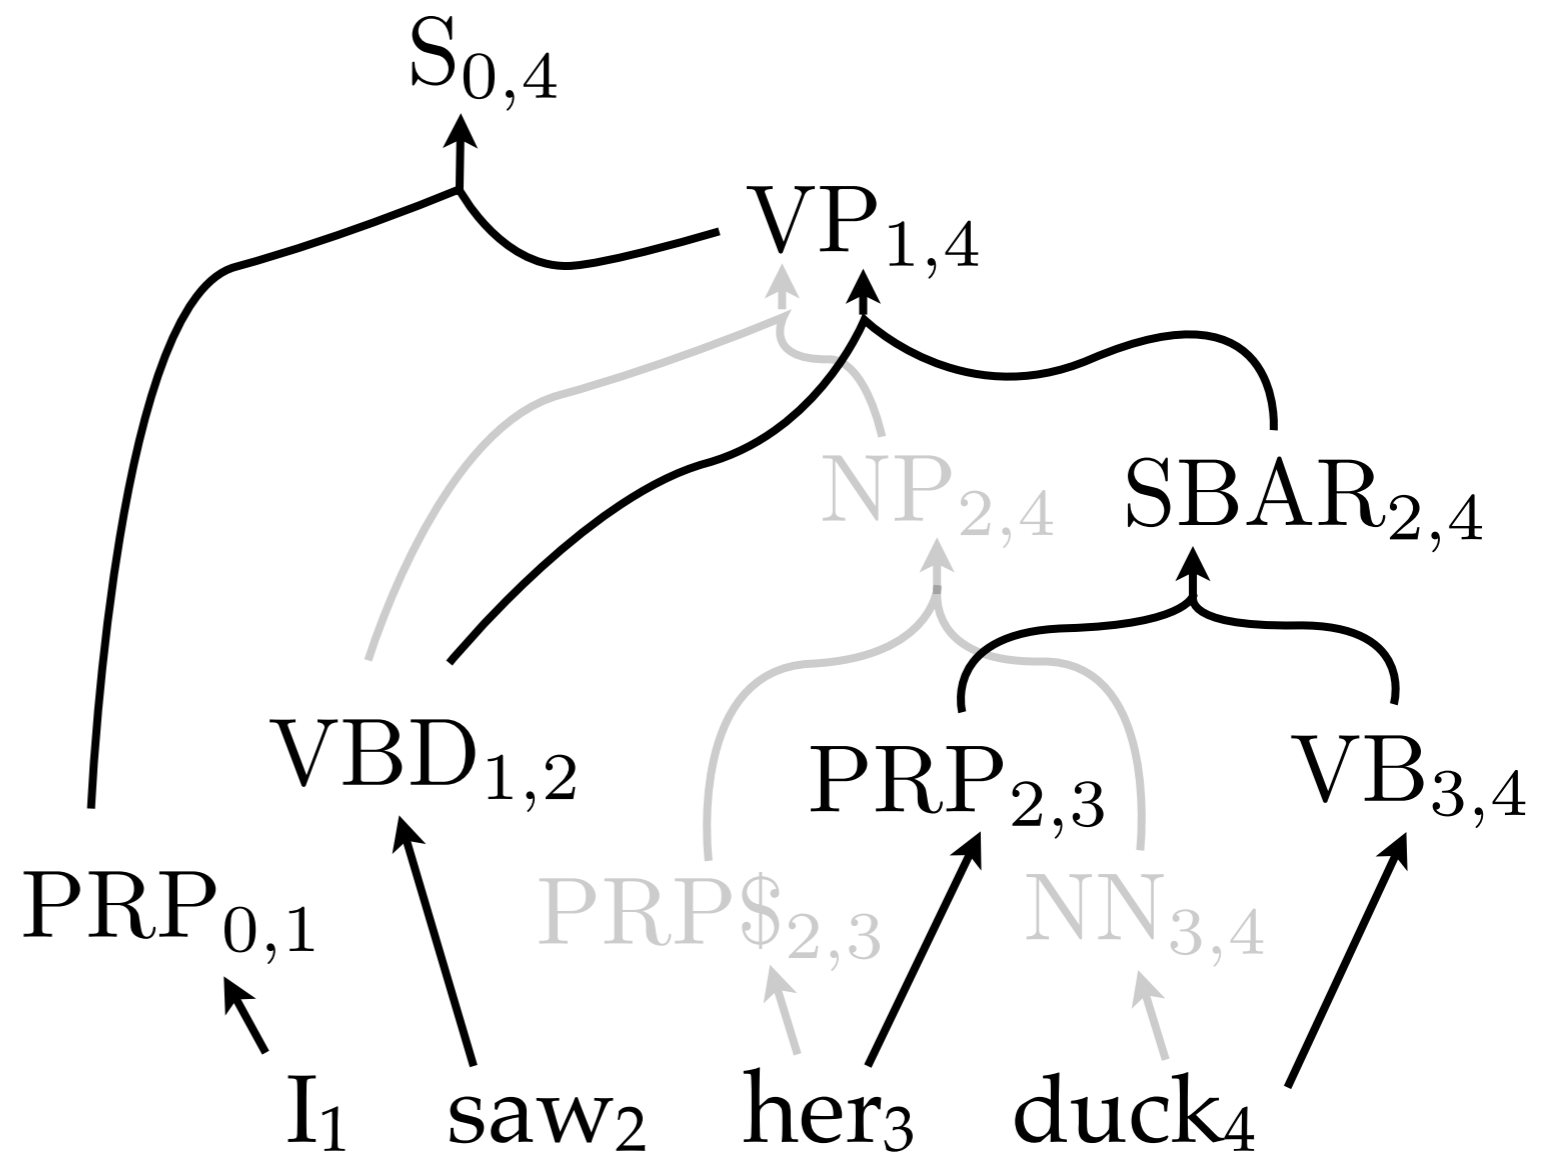 S0,4
VP1,4
NP2,4 SBAR2,4
VBD1,2 PRP2,3 VB3,4
PRP0,1 PRP$2,3 NN3,4
I1 saw2 her3 duck4